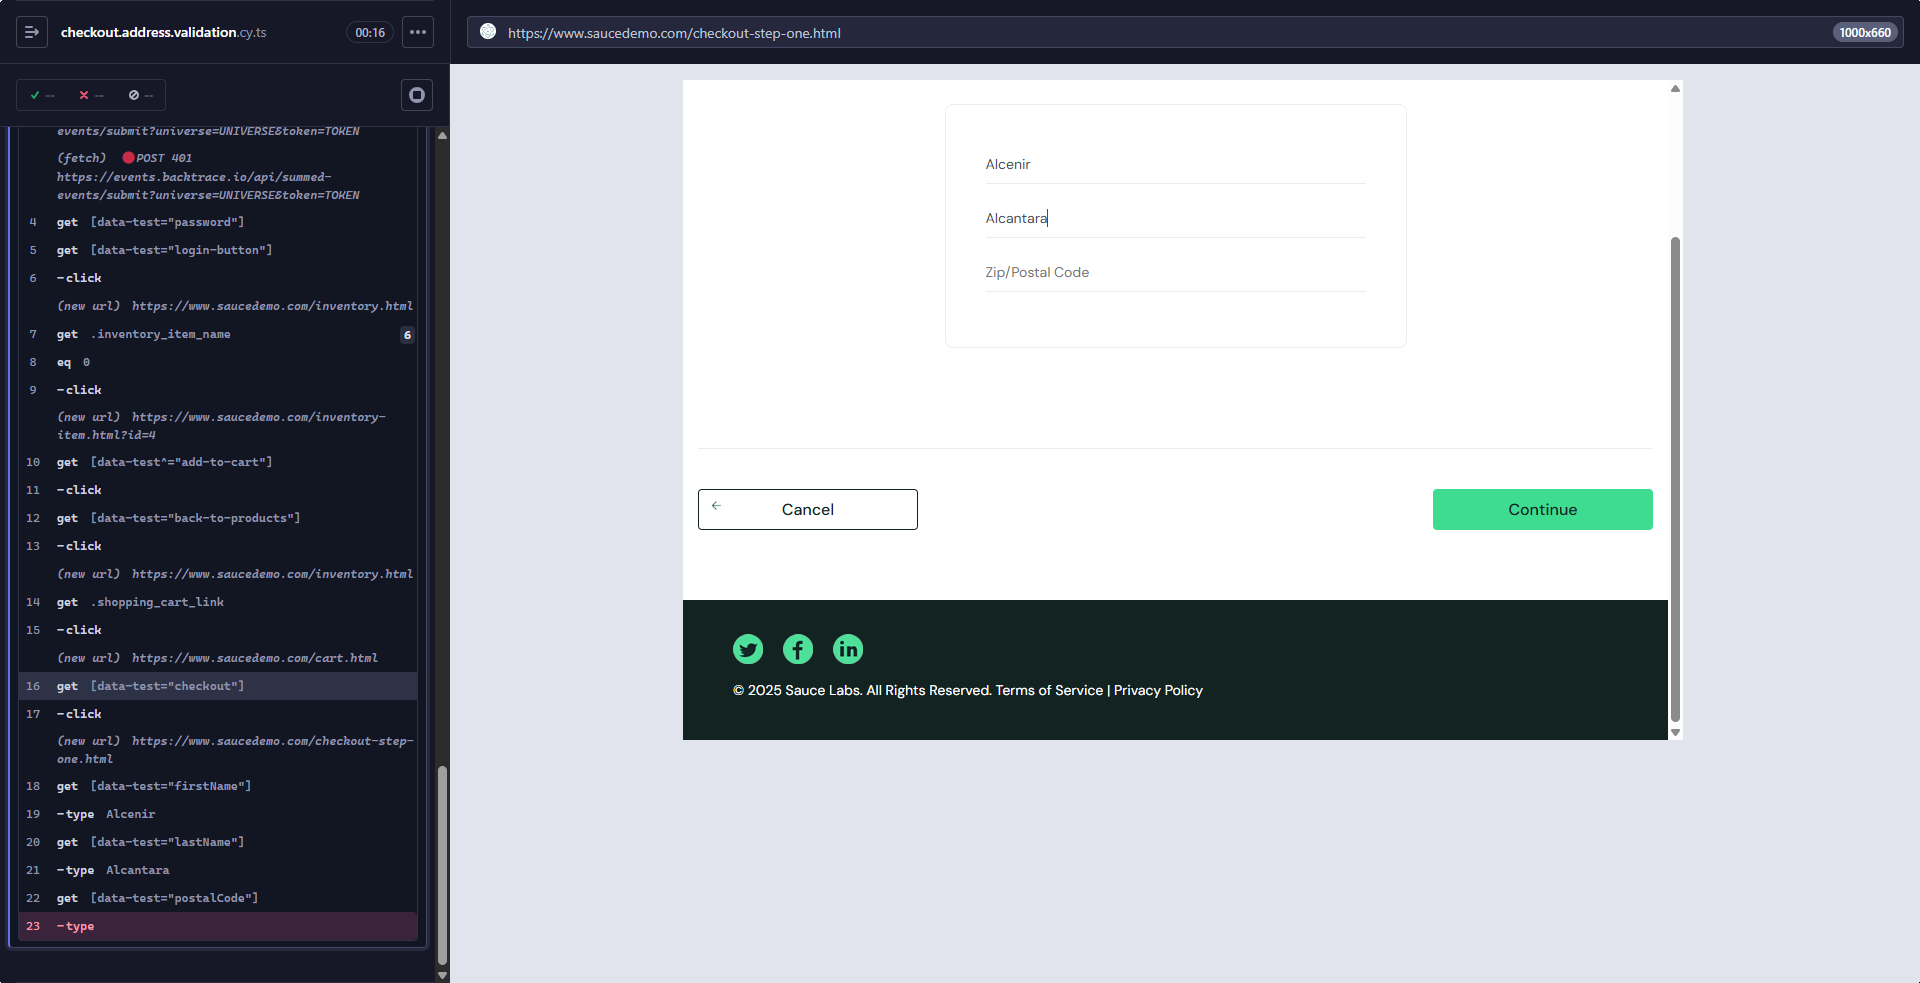 checkout.address.validation.cy.ts
00:16
https://www.saucedemo.com/checkout-step-one.html
1000x660
--
--
--
events/submit?universe=UNIVERSE&token=TOKEN
(fetch) POST 401
https://events.backtrace.io/api/summed-
events/submit?universe=UNIVERSE&token=TOKEN
4 get [data-test="password"]
5 get [data-test="login-button"]
6 -click
(new url) https://www.saucedemo.com/inventory.html
7 get .inventory_item_name 6
8 eq 0
9 -click
(new url) https://www.saucedemo.com/inventory-
item.html?id=4
10 get [data-test^="add-to-cart"]
11 -click
12 get [data-test="back-to-products"]
13 -click
(new url) https://www.saucedemo.com/inventory.html
14 get .shopping_cart_link
15 -click
(new url) https://www.saucedemo.com/cart.html
16 get [data-test="checkout"]
17 -click
(new url) https://www.saucedemo.com/checkout-step-
one.html
18 get [data-test="firstName"]
19 -type Alcenir
20 get [data-test="lastName"]
21 -type Alcantara
22 get [data-test="postalCode"]
23 -type
Alcenir
Alcantara
Zip/Postal Code
Cancel
Continue
© 2025 Sauce Labs. All Rights Reserved. Terms of Service | Privacy Policy